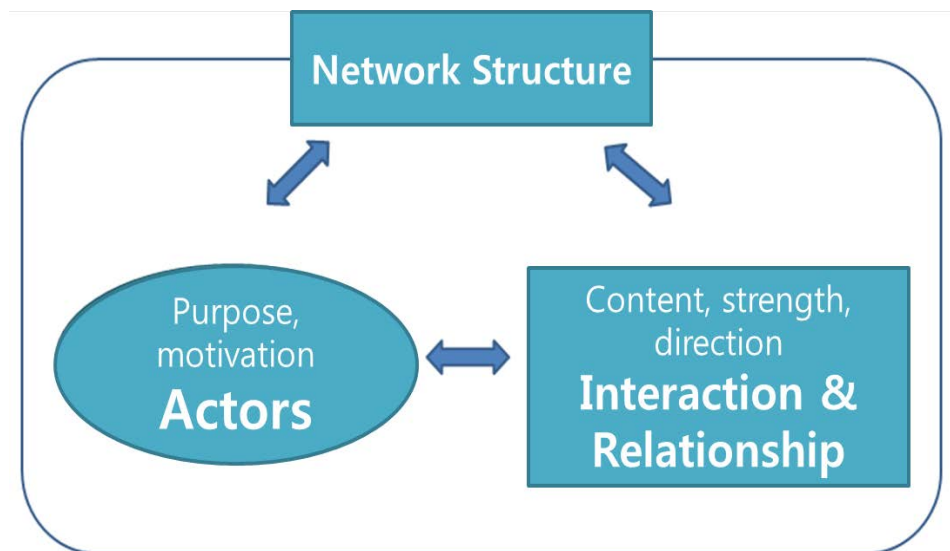 Network Structure
Purpose,
motivation
Actors
Content, strength,
direction
Interaction &
Relationship